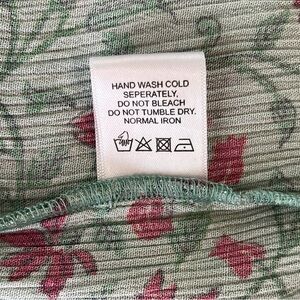 HAND WASH COLD
SEPERATELY.
DO NOT BLEACH
DO NOT TUMBLE DRY.
NORMAL IRON